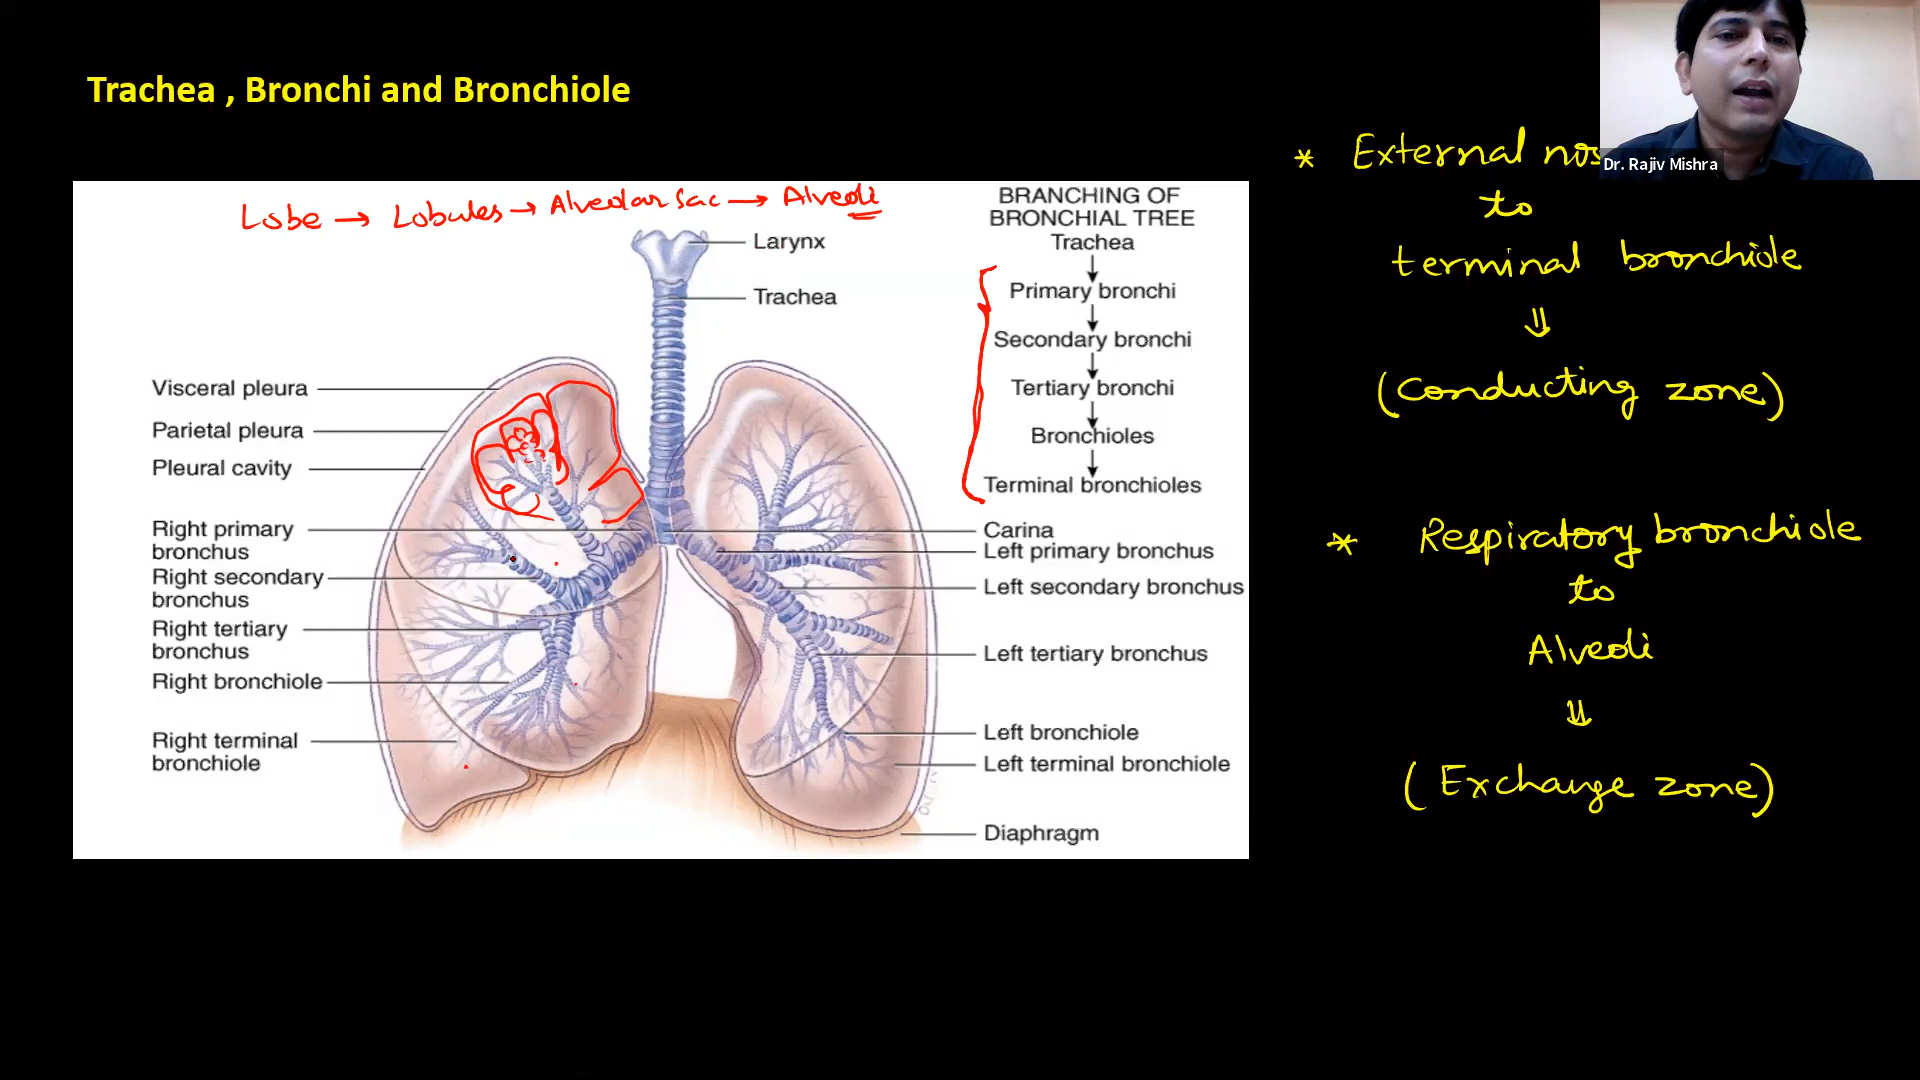 Trachea , Bronchi and Bronchiole
Dr. Rajiv Mishra
Lobe → Lobules → Alveolar sac → Alveoli
Larynx
Trachea
Visceral pleura
Parietal pleura
Pleural cavity
Right primary
bronchus
Right secondary
bronchus
Right tertiary
bronchus
Right bronchiole
Right terminal
bronchiole
BRANCHING OF
BRONCHIAL TREE
Trachea
Primary bronchi
Secondary bronchi
Tertiary bronchi
Bronchioles
Terminal bronchioles
Carina
Left primary bronchus
Left secondary bronchus
Left tertiary bronchus
Left bronchiole
Left terminal bronchiole
Diaphragm
* External
to
terminal bronchiole
⇓
(Conducting zone)
* Respiratory bronchiole
to
Alveoli
⇓
(Exchange zone)